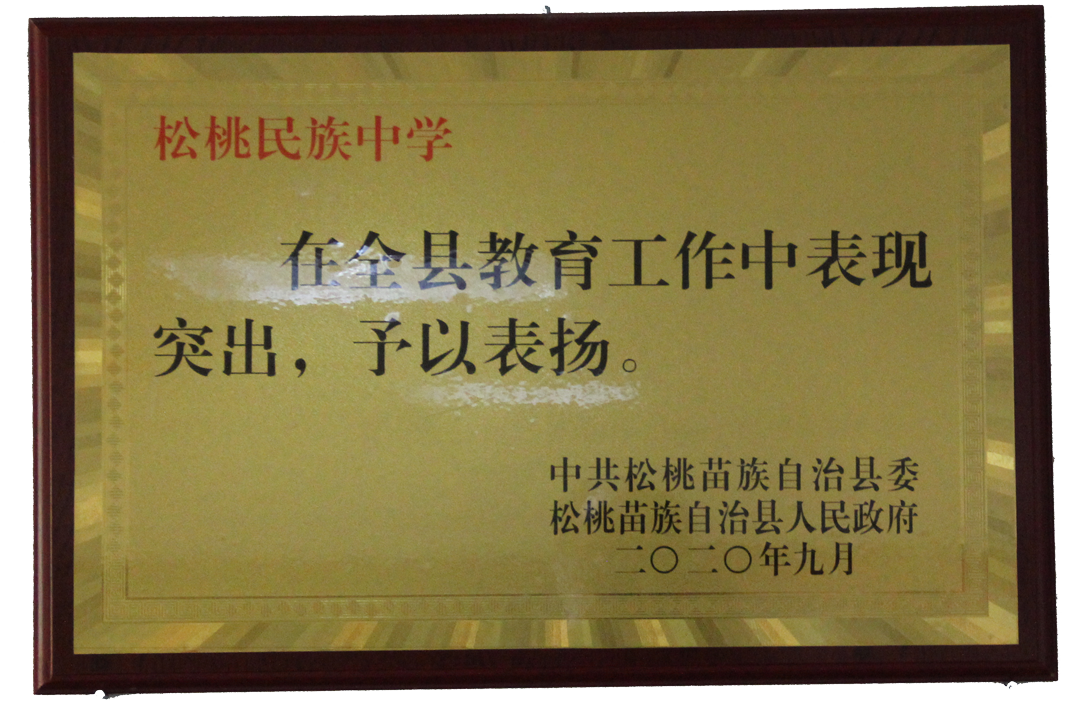 松桃民族中学
在全县教育工作中表现
突出，予以表扬。
中共松桃苗族自治县委
松桃苗族自治县人民政府
二〇二〇年九月